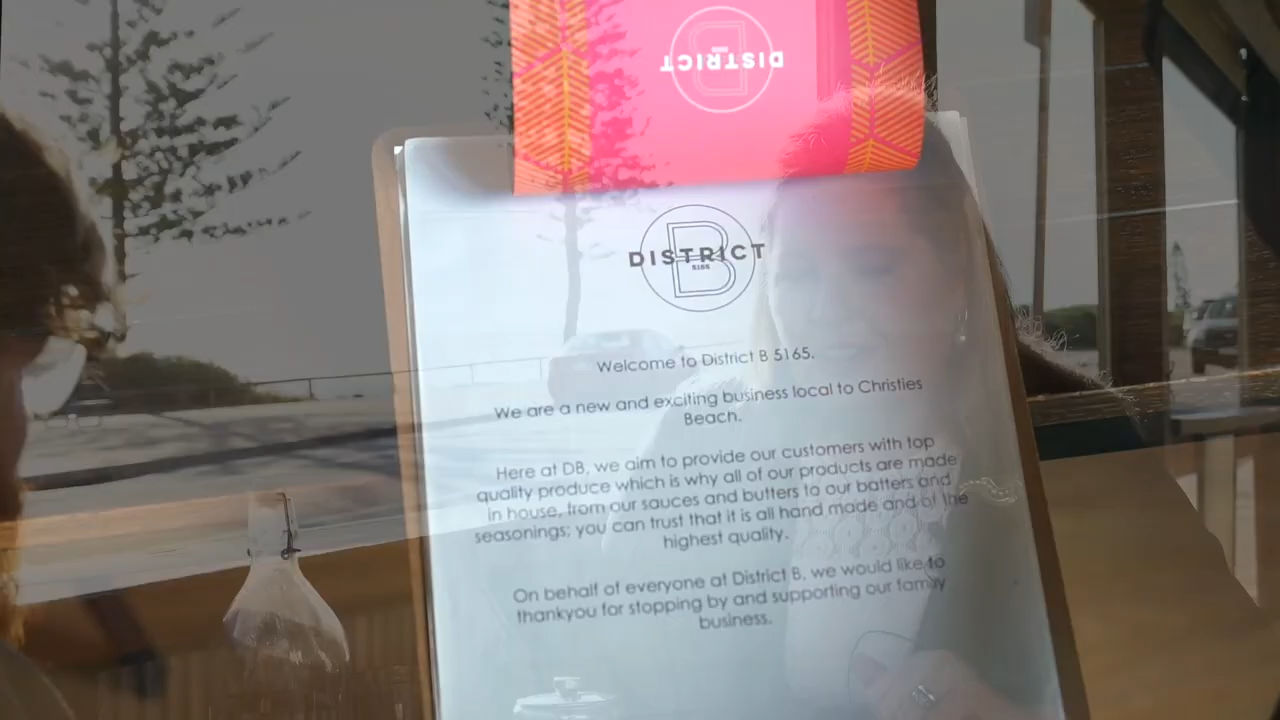 DISTRICT
B
DISTRICT
B
5165
Welcome to District B 5165.
We are a new and exciting business local to Christies
Beach.
Here at DB, we aim to provide our customers with top
quality produce which is why all of our products are made
in house, from our sauces and butters to our batters and
seasonings; you can trust that it is all hand made and of the
highest quality.
On behalf of everyone at District B, we would like to
thankyou for stopping by and supporting our family
business.